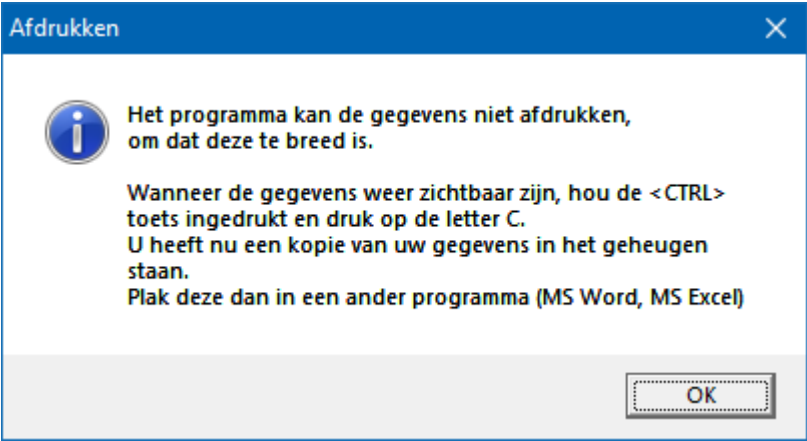 Afdrukken
Het programma kan de gegevens niet afdrukken,
om dat deze te breed is.
Wanneer de gegevens weer zichtbaar zijn, hou de <CTRL>
toets ingedrukt en druk op de letter C.
U heeft nu een kopie van uw gegevens in het geheugen
staan.
Plak deze dan in een ander programma (MS Word, MS Excel)
OK